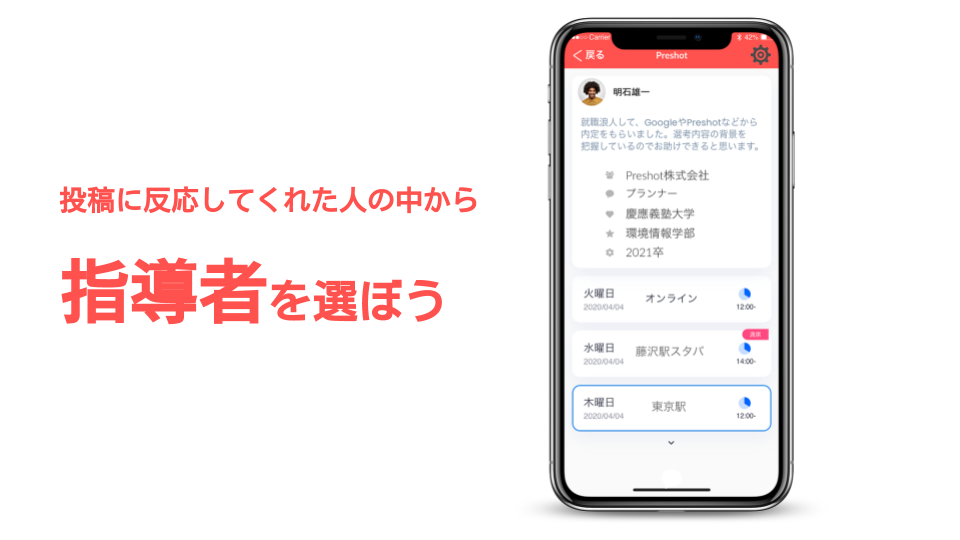 投稿に反応してくれた人の中から
指導者を選ぼう
Carrier
42%
戻る
Preshot
明石雄一
就職浪人して、GoogleやPreshotなどから
内定をもらいました。選考内容の背景を
把握しているのでお助けできると思います。
Preshot株式会社
プランナー
慶應義塾大学
環境情報学部
2021卒
火曜日
オンライン
2020/04/04
12:00-
水曜日
藤沢駅スタバ
2020/04/04
14:00-
木曜日
東京駅
2020/04/04
12:00-